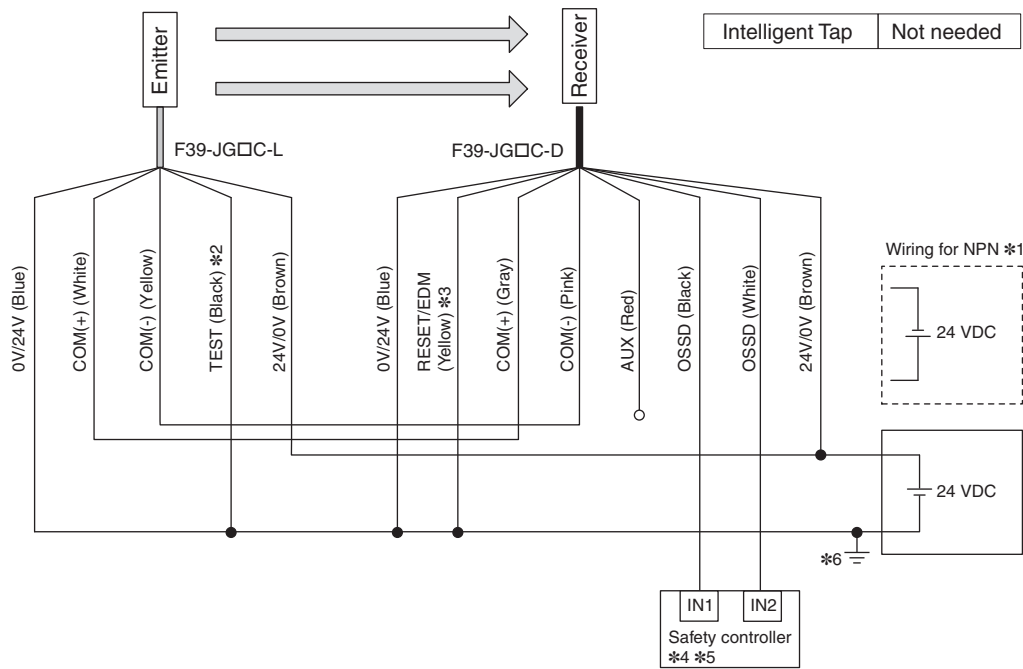 Emitter
Receiver
Intelligent Tap Not needed
F39-JG□C-L
F39-JG□C-D
0V/24V (Blue)
COM(+) (White)
COM(-) (Yellow)
TEST (Black) ✱2
24V/0V (Brown)
0V/24V (Blue)
RESET/EDM
(Yellow) ✱3
COM(+) (Gray)
COM(-) (Pink)
AUX (Red)
OSSD (Black)
OSSD (White)
24V/0V (Brown)
Wiring for NPN ✱1
24 VDC
24 VDC
✱6
IN1
IN2
Safety controller
✱4 ✱5